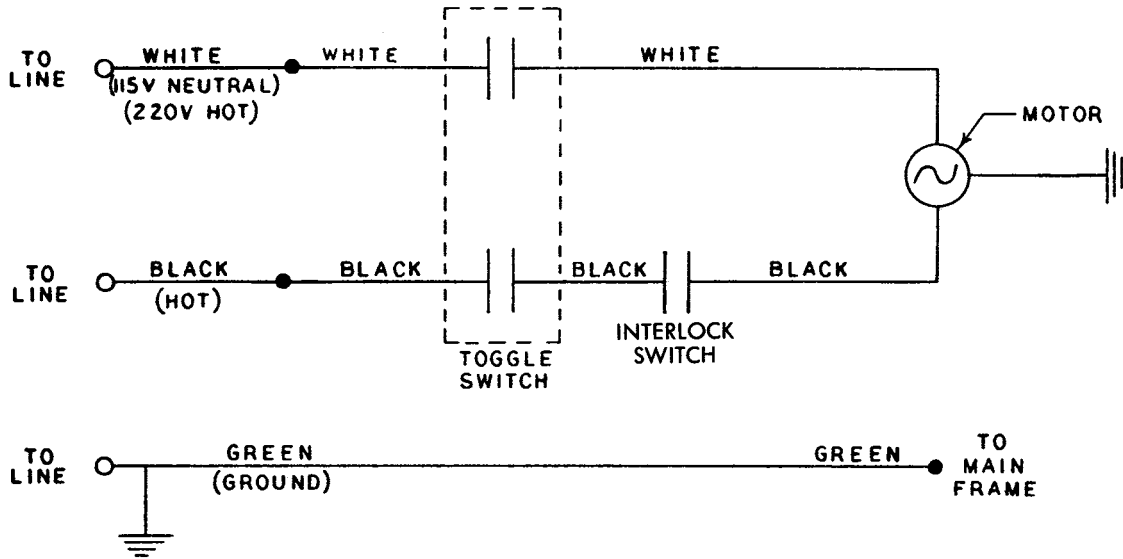 TO
LINE
WHITE
(115V NEUTRAL)
(220V HOT)
WHITE
WHITE
MOTOR
TO
LINE
BLACK
(HOT)
BLACK
BLACK
BLACK
INTERLOCK
SWITCH
TOGGLE
SWITCH
TO
LINE
GREEN
(GROUND)
GREEN
TO
MAIN
FRAME